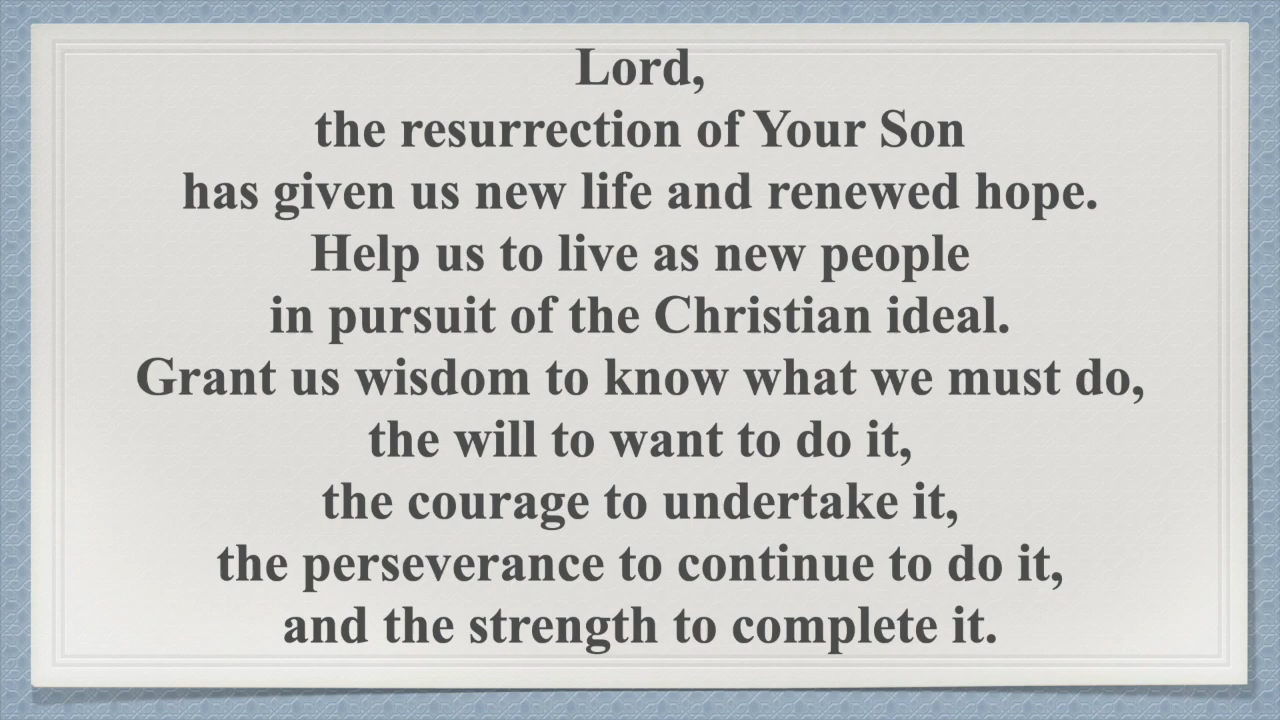 Lord,
the resurrection of Your Son
has given us new life and renewed hope.
Help us to live as new people
in pursuit of the Christian ideal.
Grant us wisdom to know what we must do,
the will to want to do it,
the courage to undertake it,
the perseverance to continue to do it,
and the strength to complete it.